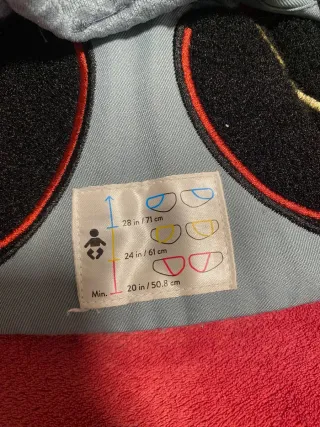 28 in / 71 cm
24 in / 61 cm
Min. 20 in / 50.8 cm